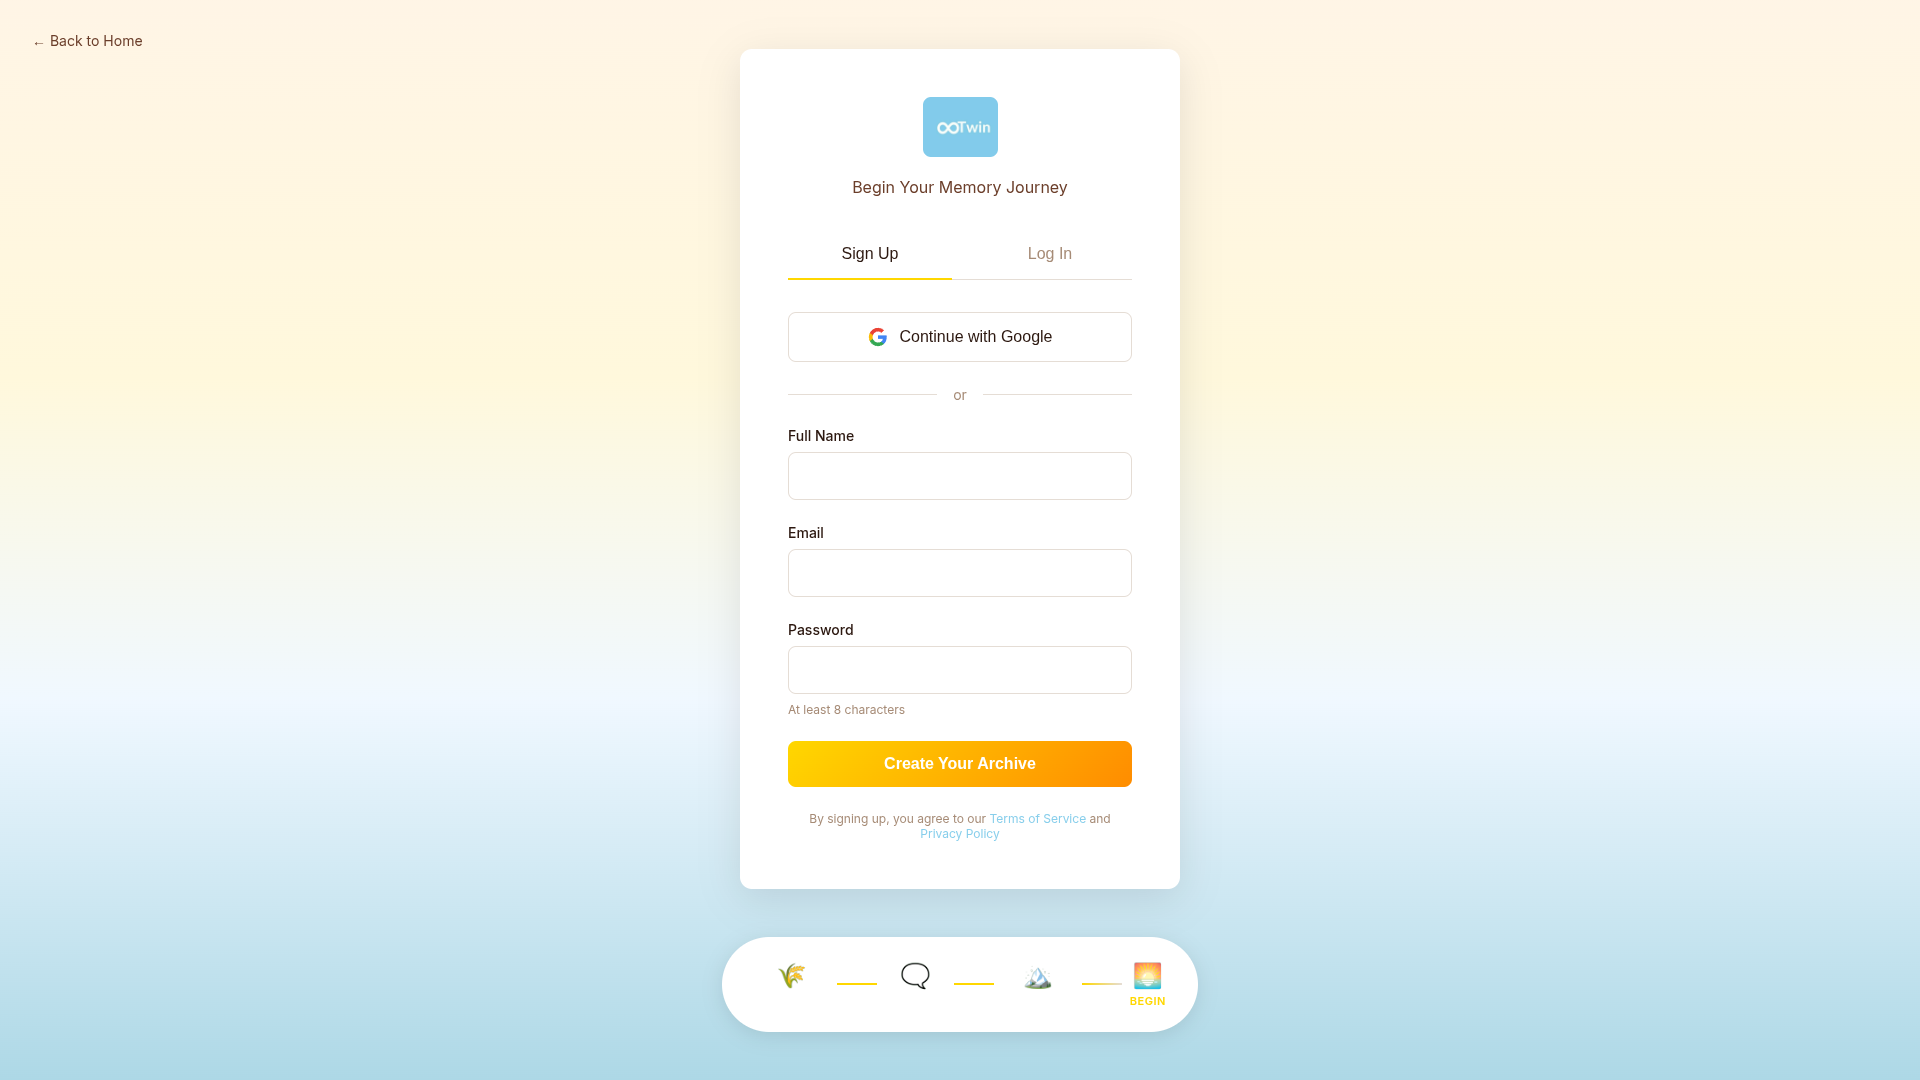 ← Back to Home
Twin
Begin Your Memory Journey
Sign Up
Log In
Continue with Google
or
Full Name
Email
Password
At least 8 characters
Create Your Archive
By signing up, you agree to our Terms of Service and
Privacy Policy
BEGIN